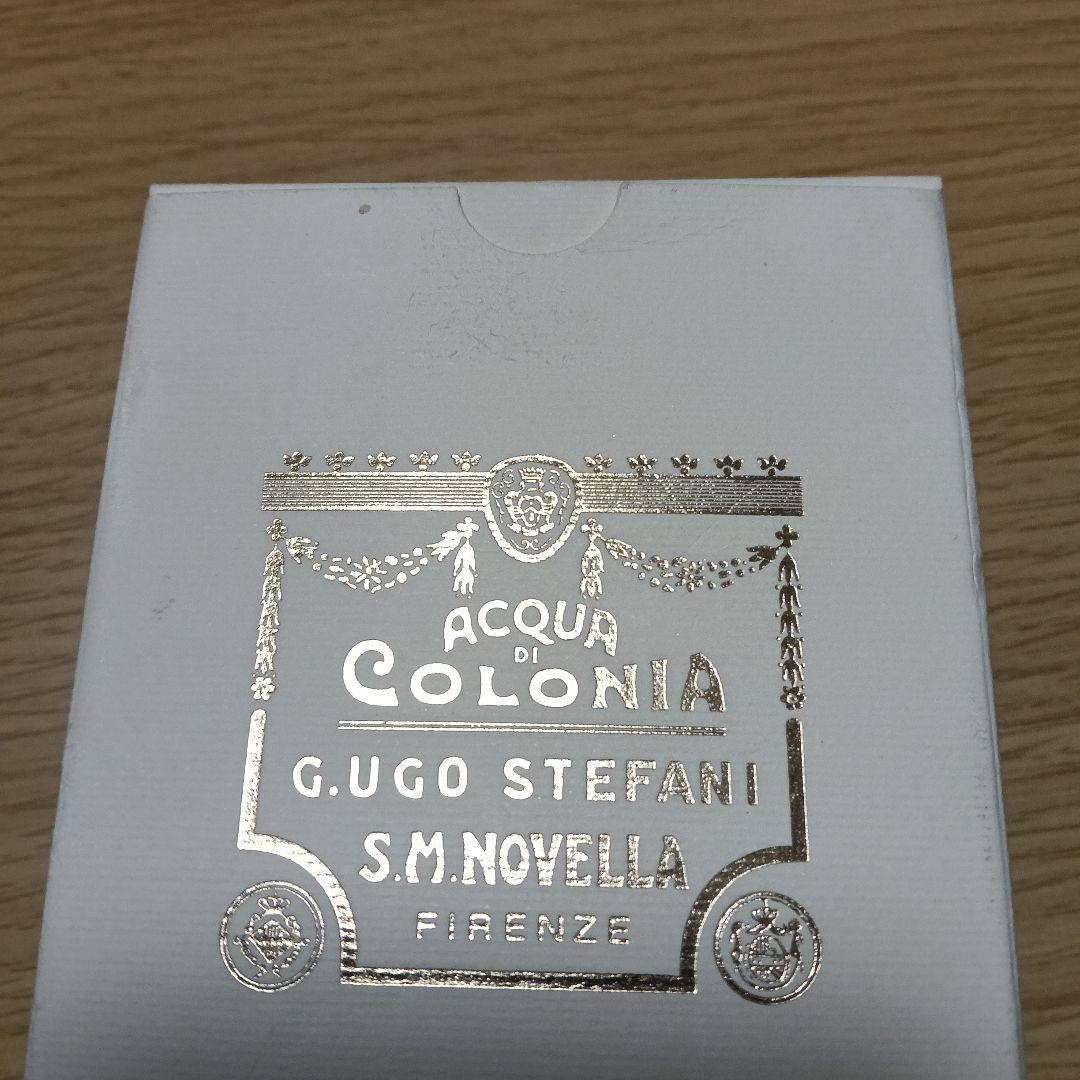 ACQUA
DI
COLONIA
G.UGO STEFANI
S.M.NOVELLA
FIRENZE